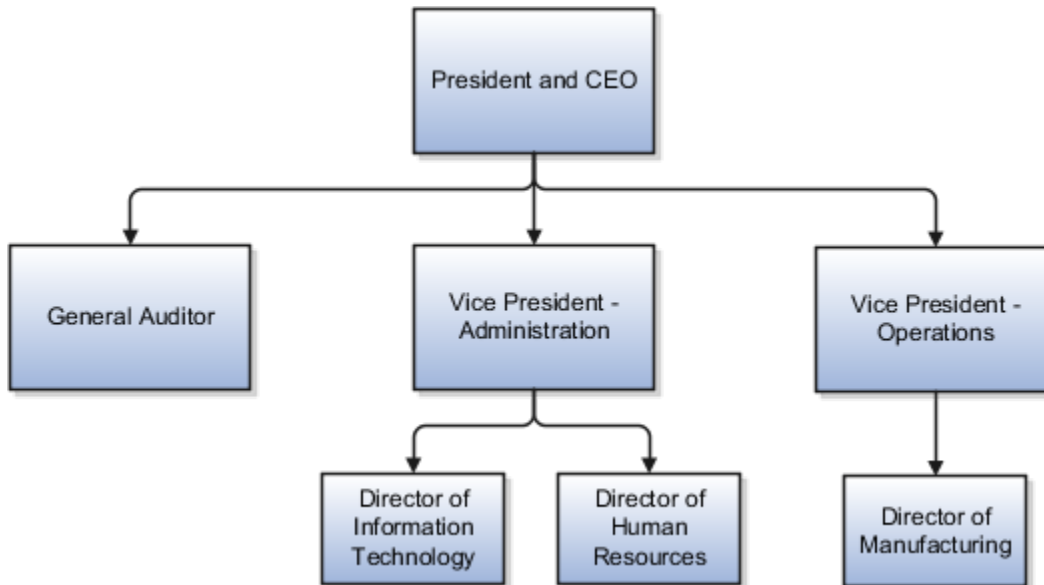 President and CEO
General Auditor
Vice President -
Administration
Vice President -
Operations
Director of
Information
Technology
Director of
Human
Resources
Director of
Manufacturing